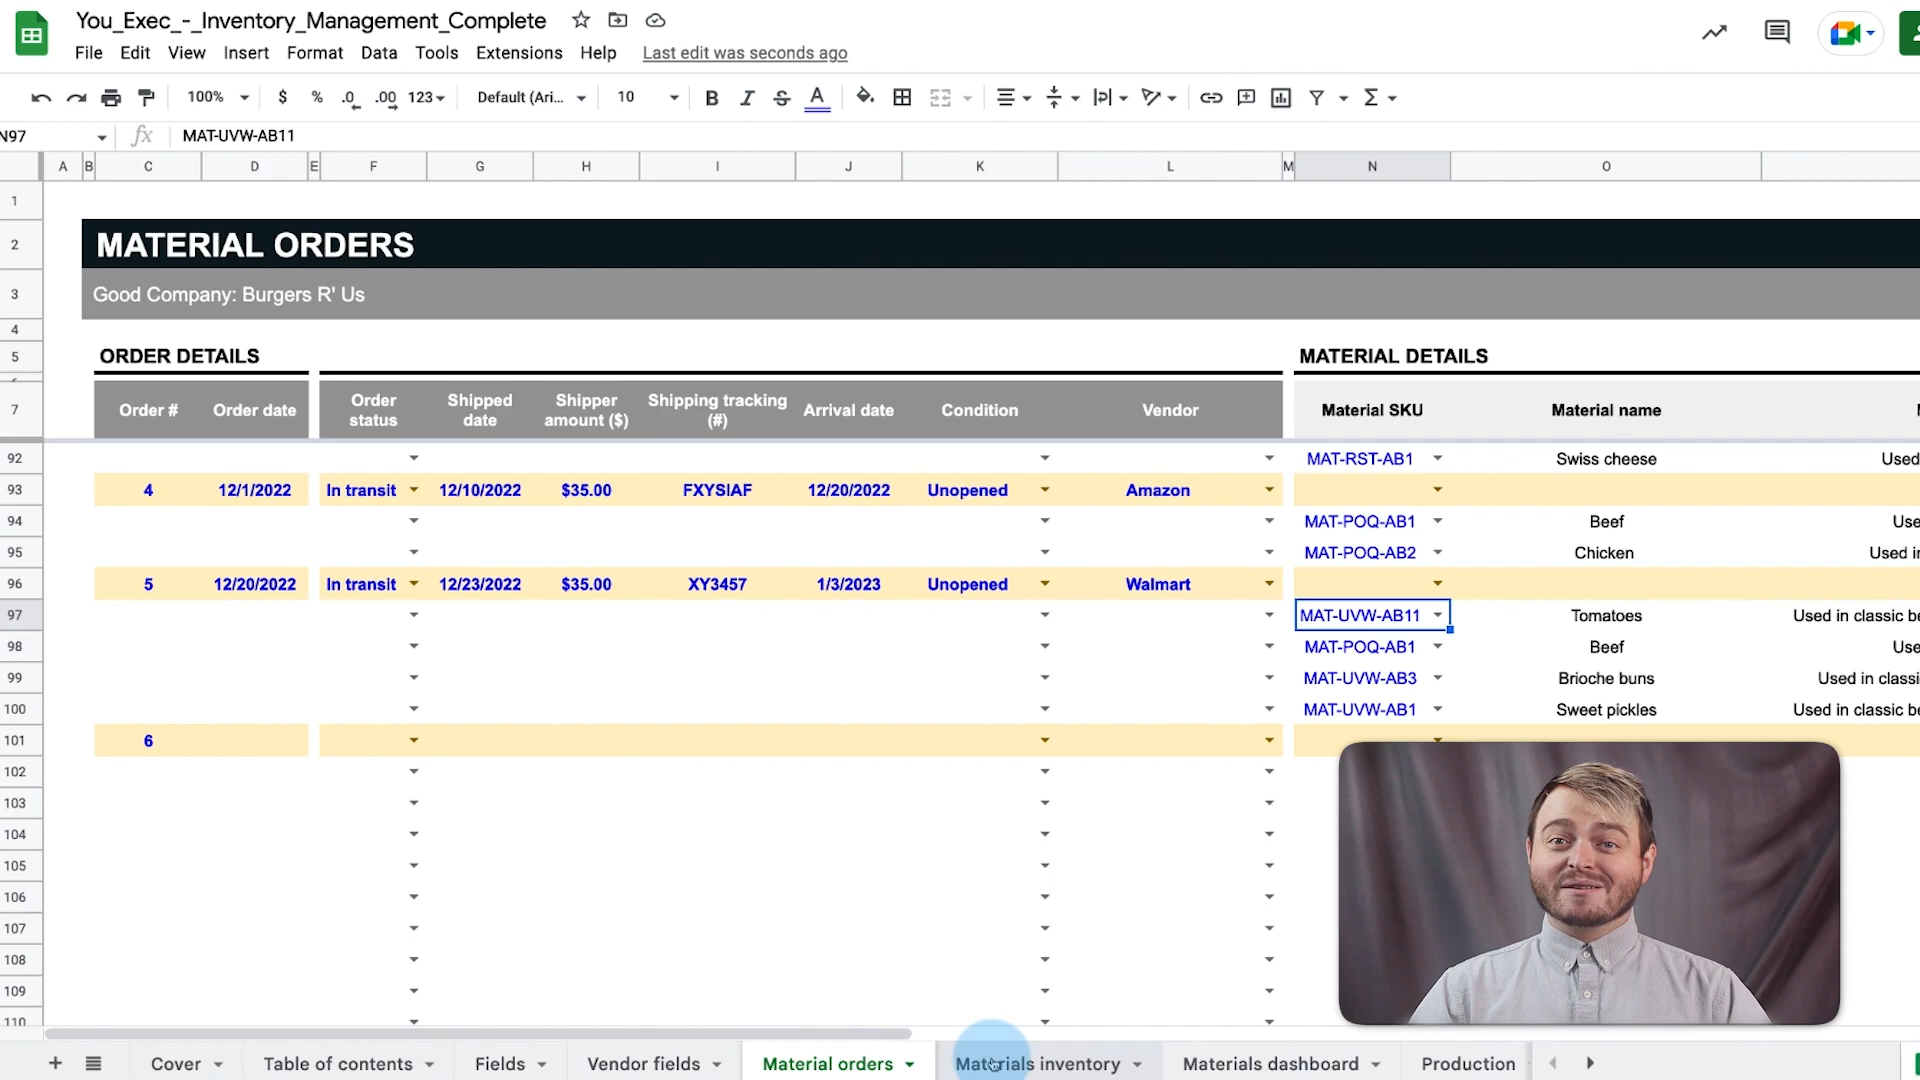 You_Exec_-_Inventory_Management_Complete
File Edit View Insert Format Data Tools Extensions Help Last edit was seconds ago
100% $ % .0 .00 123 Default (Ari... 10 B I S A
N97 fx MAT-UVW-AB11
A B C D E F G H I J K L M N O
1
2 MATERIAL ORDERS
3 Good Company: Burgers R' Us
4
5 ORDER DETAILS MATERIAL DETAILS
7 Order # Order date Order status Shipped date Shipper amount ($) Shipping tracking (#) Arrival date Condition Vendor Material SKU Material name
92 MAT-RST-AB1 Swiss cheese Used
93 4 12/1/2022 In transit 12/10/2022 $35.00 FXYSIAF 12/20/2022 Unopened Amazon
94 MAT-POQ-AB1 Beef Use
95 MAT-POQ-AB2 Chicken Used in
96 5 12/20/2022 In transit 12/23/2022 $35.00 XY3457 1/3/2023 Unopened Walmart
97 MAT-UVW-AB11 Tomatoes Used in classic be
98 MAT-POQ-AB1 Beef Use
99 MAT-UVW-AB3 Brioche buns Used in classi
100 MAT-UVW-AB1 Sweet pickles Used in classic be
101 6
102
103
104
105
106
107
108
109
110
Cover Table of contents Fields Vendor fields Material orders Materials inventory Materials dashboard Production